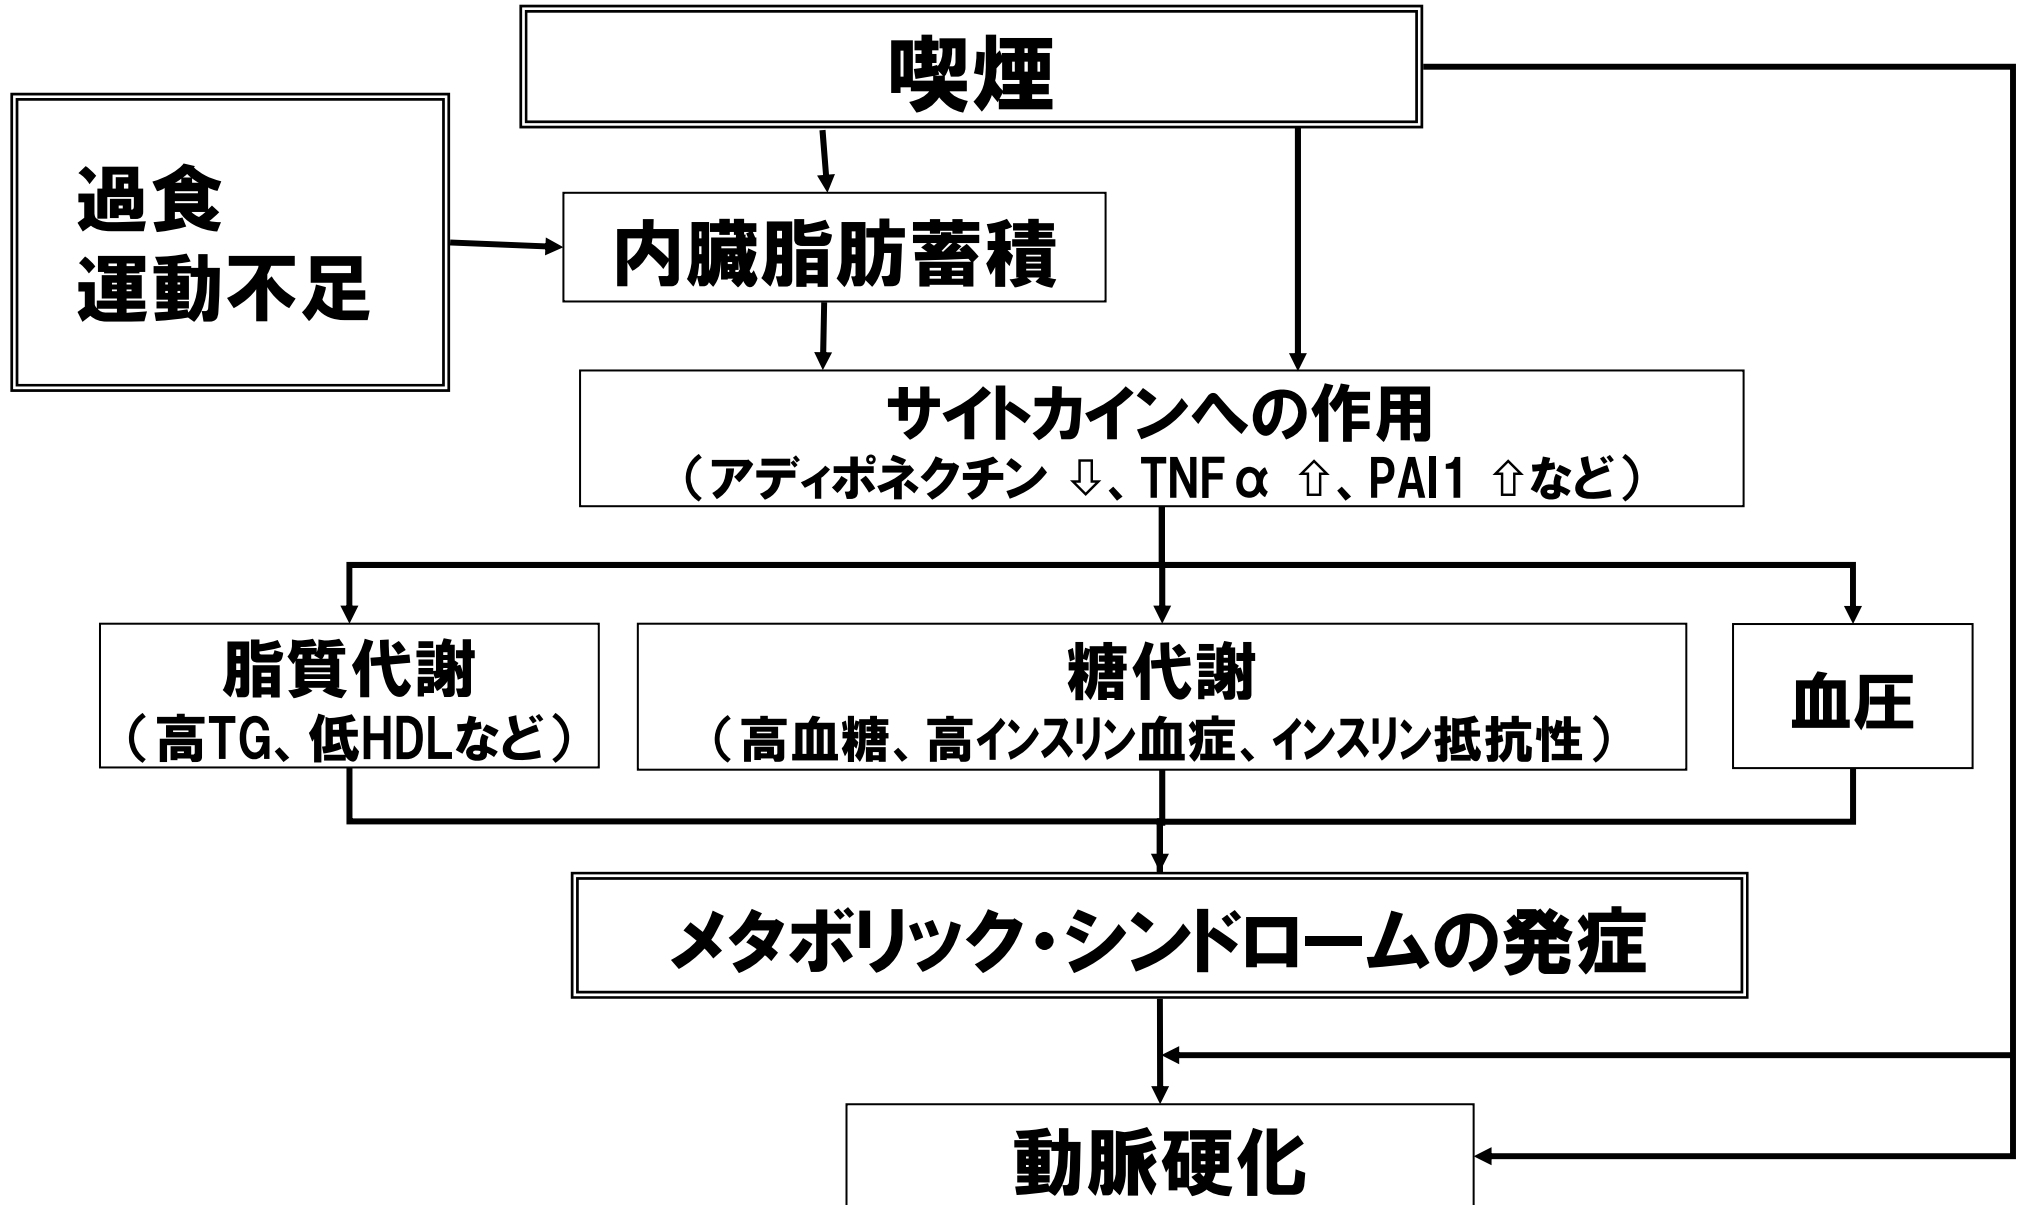 喫煙
過食
運動不足
内臓脂肪蓄積
サイトカインへの作用
（アディポネクチン ⇩、TNFα ⇧、PAI1 ⇧など）
脂質代謝
（高TG、低HDLなど）
糖代謝
（高血糖、高インスリン血症、インスリン抵抗性）
血圧
メタボリック・シンドロームの発症
動脈硬化